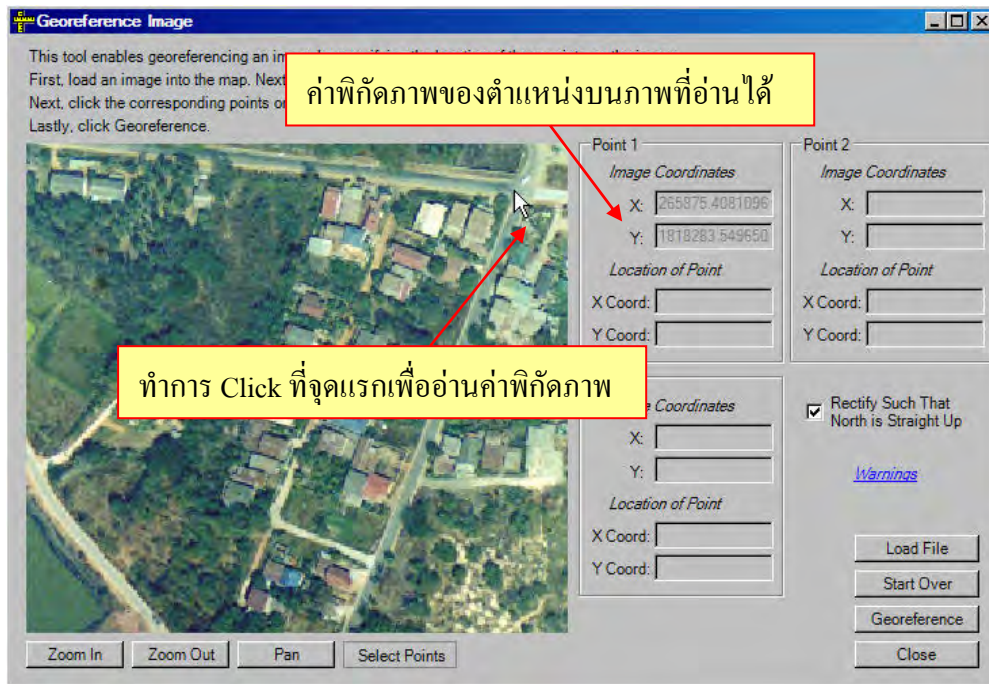 Georeference Image
This tool enables georeferencing an
First, load an image into the map. Next
Next, click the corresponding points
Lastly, click Georeference.
ค่าพิกัดภาพของตำแหน่งบนภาพที่อ่านได้
Point 1
Image Coordinates
X: 265875.4081096
Y: 1818283.549650
Location of Point
X Coord:
Y Coord:
Point 2
Image Coordinates
X:
Y:
Location of Point
X Coord:
Y Coord:
ทำการ Click ที่จุดแรกเพื่ออ่านค่าพิกัดภาพ
Coordinates
X:
Y:
Location of Point
X Coord:
Y Coord:
Rectify Such That
North is Straight Up
Warnings
Load File
Start Over
Georeference
Close
Zoom In
Zoom Out
Pan
Select Points